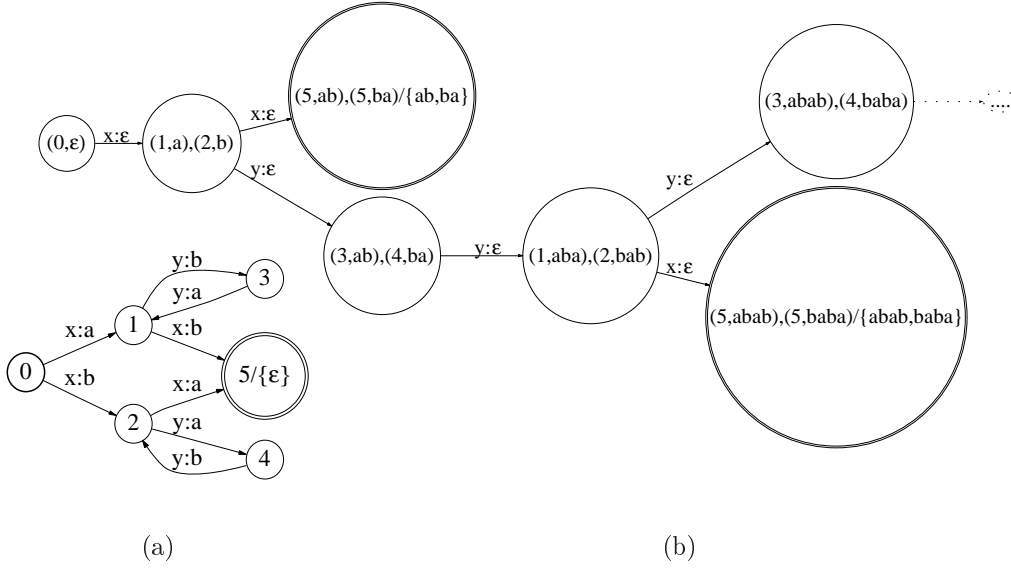 (0,ε)
x:ε
(1,a),(2,b)
x:ε
(5,ab),(5,ba)/{ab,ba}
y:ε
(3,ab),(4,ba)
y:ε
(1,aba),(2,bab)
y:ε
(3,abab),(4,baba)
....
x:ε
(5,abab),(5,baba)/{abab,baba}
0
x:a
1
y:b
3
y:a
x:b
5/{ε}
x:b
2
x:a
y:a
4
y:b
(a)
(b)